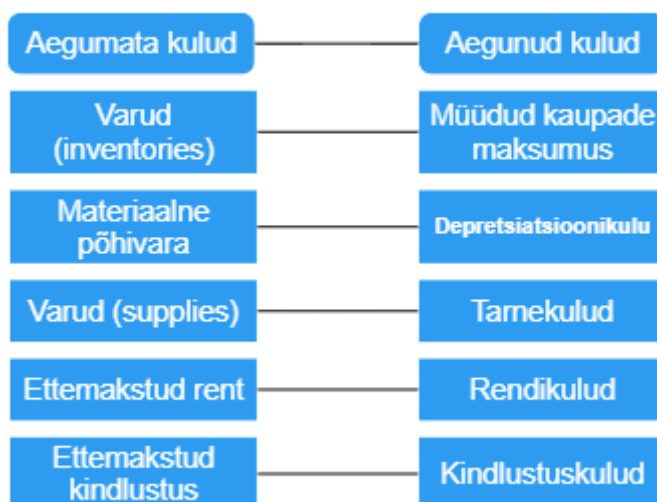 Aegumata kulud
Aegunud kulud
Varud
(inventories)
Müüdud kaupade
maksumus
Materiaalne
põhivara
Depretsiatsioonikulu
Varud (supplies)
Tarnekulud
Ettemakstud rent
Rendikulud
Ettemakstud
kindlustus
Kindlustuskulud